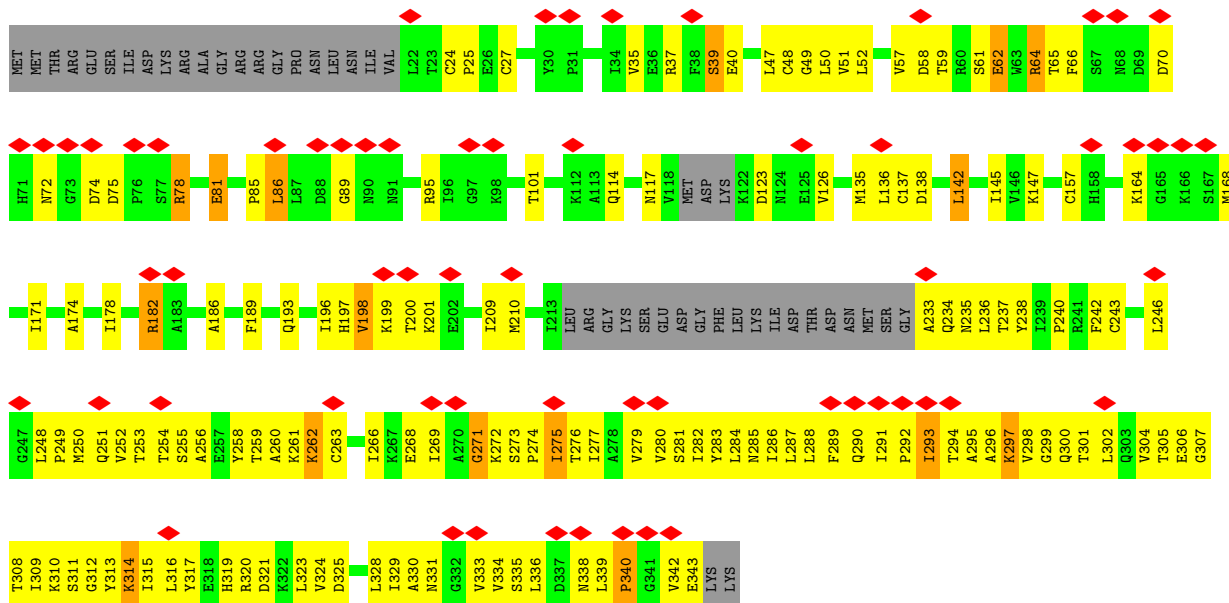 MET MET THR ARG GLU SER ILE ASP LYS ARG ALA GLY ARG ARG GLY PRO ASN LEU ASN ILE VAL L22 T23 C24 P25 E26 C27 Y30 P31 I34 V35 E36 R37 F38 S39 E40 L47 C48 G49 L50 V51 L52 V57 D58 T59 R60 S61 E62 W63 R64 T65 F66 S67 N68 D69 D70
H71 N72 G73 D74 D75 P76 S77 R78 E81 P85 L86 L87 D88 G89 N90 N91 R95 I96 G97 K98 T101 K112 A113 Q114 N117 V118 MET ASP LYS K122 D123 N124 E125 V126 M135 L136 C137 D138 L142 I145 V146 K147 C157 H158 K164 G165 K166 S167 M168
I171 A174 I178 R182 A183 A186 F189 Q193 I196 H197 V198 K199 T200 K201 E202 I209 M210 I213 LEU ARG GLY LYS SER GLU ASP GLY PHE LEU LYS ILE ASP THR ASP ASN MET SER GLY A233 Q234 N235 L236 T237 Y238 I239 P240 R241 F242 C243 L246
G247 L248 P249 M250 Q251 V252 T253 T254 S255 A256 E257 Y258 T259 A260 K261 K262 C263 I266 K267 E268 I269 A270 G271 K272 S273 P274 I275 T276 I277 A278 V279 V280 S281 I282 Y283 L284 N285 I286 L287 L288 F289 Q290 I291 P292 I293 T294 A295 A296 K297 V298 G299 Q300 T301 L302 Q303 V304 T305 E306 G307
T308 I309 K310 S311 G312 Y313 K314 I315 L316 Y317 E318 H319 R320 D321 K322 L323 V324 D325 L328 I329 A330 N331 G332 V333 V334 S335 L336 D337 N338 L339 P340 G341 V342 E343 LYS LYS